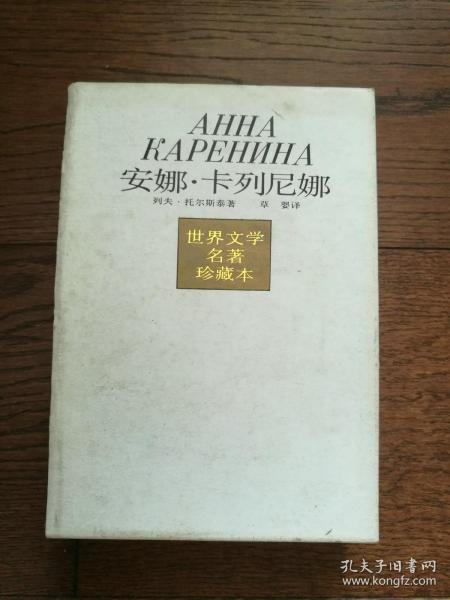 АННА
КАРЕНИНА
安娜·卡列尼娜
列夫·托尔斯泰著 草 婴译
世界文学
名著
珍藏本
孔夫子旧书网
www.kongfz.com